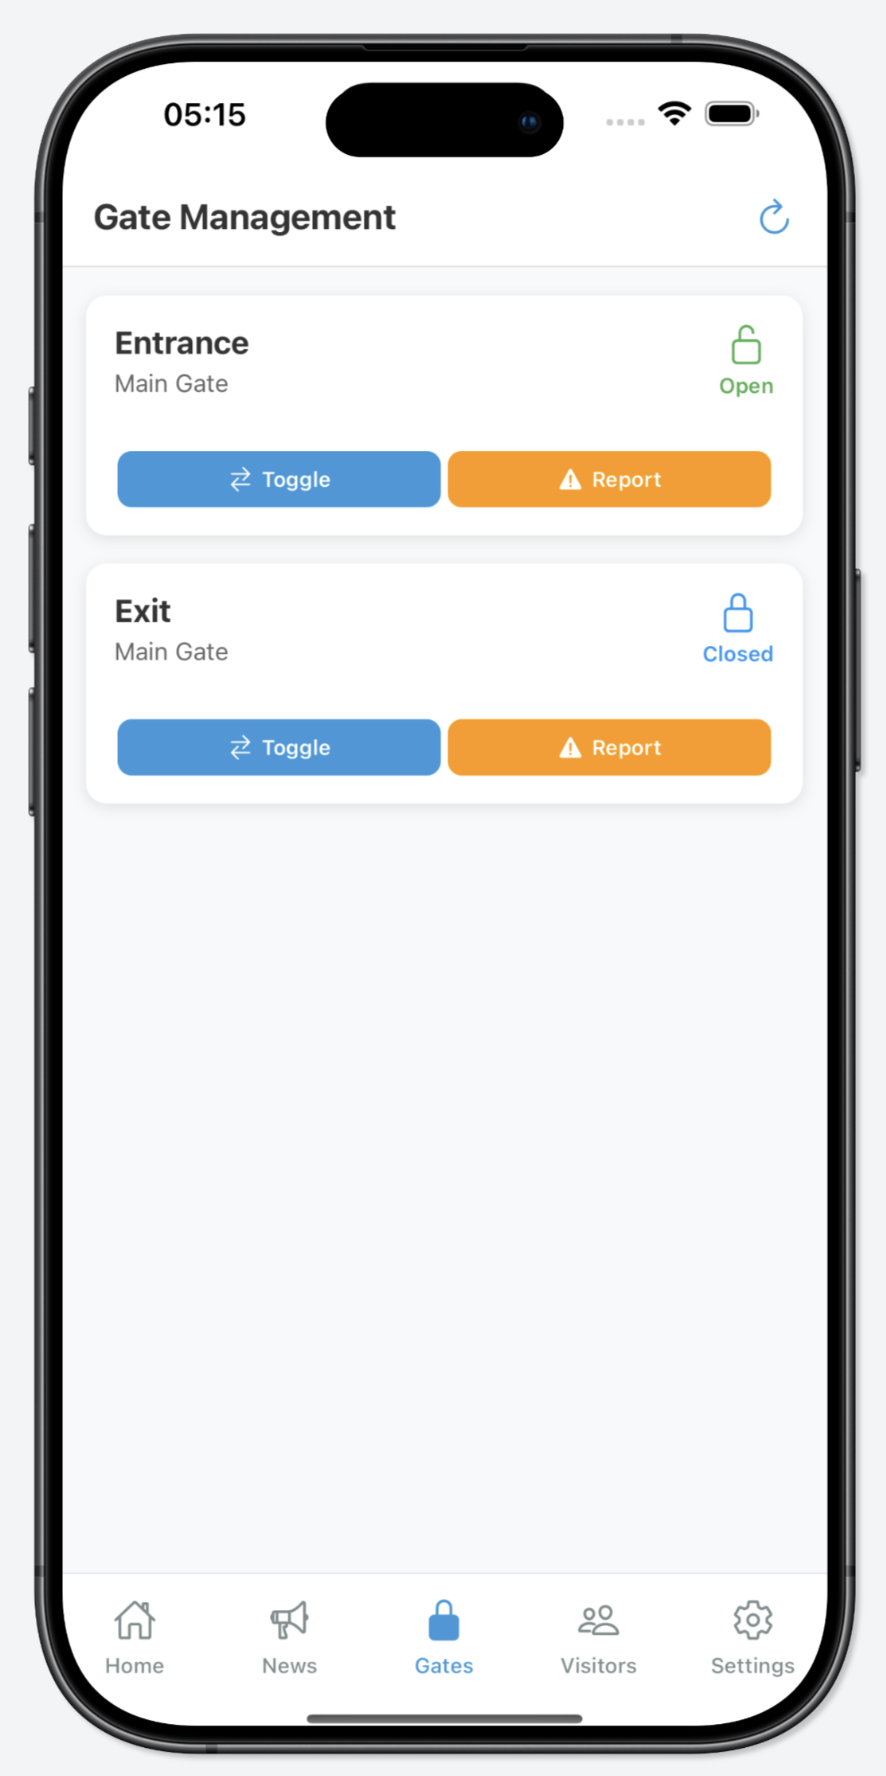 05:15
Gate Management
Entrance
Main Gate
Open
Toggle
Report
Exit
Main Gate
Closed
Toggle
Report
Home
News
Gates
Visitors
Settings